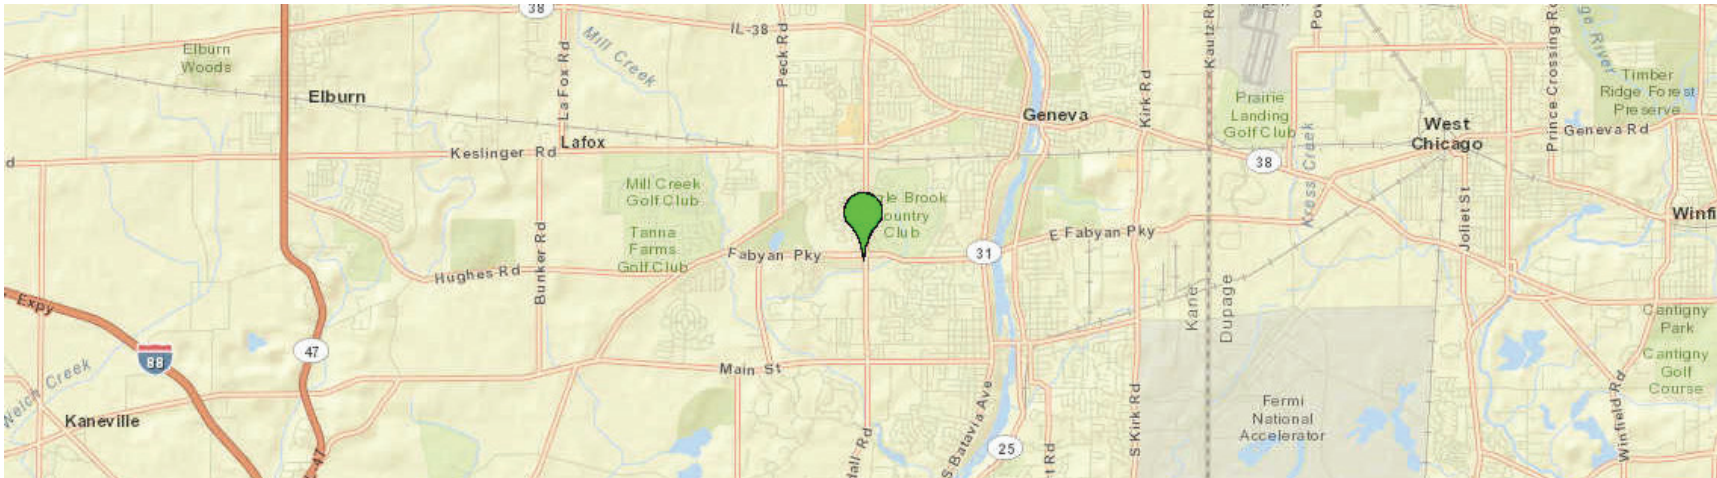 38
IL-38
Elburn
Woods
La Fox Rd
Mill Creek
Peck Rd
Kautz Rd
Prince Crossing Rd
Timber
Ridge Forest
Preserve
Elburn
Kirk Rd
Prairie
Landing
Golf Club
Geneva
West
Chicago
Geneva Rd
Lafox
Keslinger Rd
38
Kress Creek
Mill Creek
Golf Club
Brook
Country
Club
Joliet St
Tanna
Farms
Golf Club
Bunker Rd
Fabyan Pky
31
E Fabyan Pky
Hughes Rd
Expy
Kane
Dupage
Cantigny
Park
88
47
Main St
Cantigny
Golf
Course
Welch Creek
Kaneville
S Batavia Ave
S Kirk Rd
Fermi
National
Accelerator
Winfield Rd
25